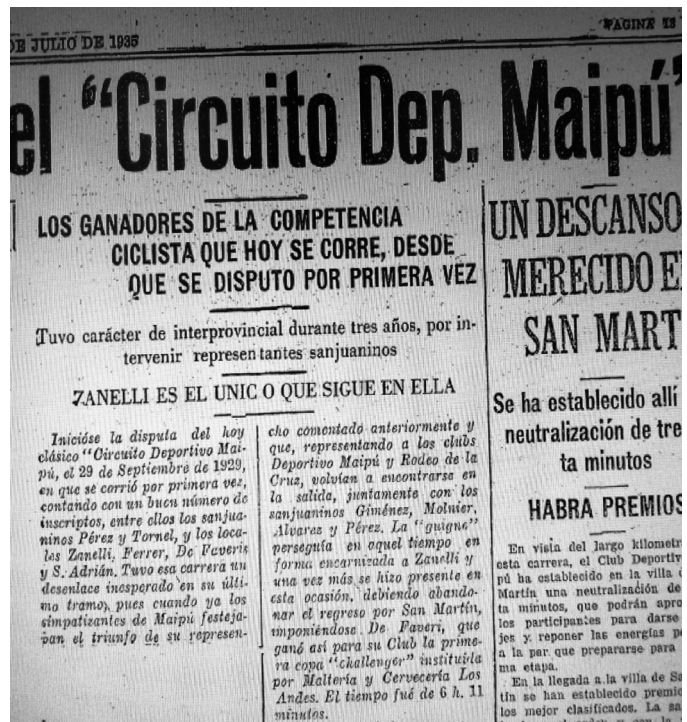 DE JULIO DE 1935
PAGINA 13
el "Circuito Dep. Maipú"
LOS GANADORES DE LA COMPETENCIA
CICLISTA QUE HOY SE CORRE, DESDE
QUE SE DISPUTO POR PRIMERA VEZ
Tuvo carácter de interprovincial durante tres años, por in-
tervenir represen tantes sanjuaninos
ZANELLI ES EL UNIC O QUE SIGUE EN ELLA
Inicióse la disputa del hoy
clásico "Circuito Deportivo Mai-
pú, el 29 de Septiembre de 1929,
en que se corrió por primera vez,
contando con un buen número de
inscriptos, entre ellos los sanjua-
ninos Pérez y Tornel, y los loca-
les Zanelli, Ferrer, De Faveris
y S. Adrián. Tuvo esa carrera un
desenlace inesperado en su últi-
mo tramo, pues cuando ya los
simpatizantes de Maipú festeja-
ban el triunfo de su represen-
cho comentado anteriormente y
que, representando a los clubs
Deportivo Maipú y Rodeo de la
Cruz, volvían a encontrarse en
la salida, juntamente con los
sanjuaninos Giménez, Molnier,
Alvarez y Pérez. La "guigne"
perseguía en aquel tiempo en
forma encarnizada a Zanelli y
una vez más se hizo presente en
esta ocasión, debiendo abando-
nar el regreso por San Martín,
imponiéndose De Faveri, que
ganó así para su Club la prime-
ra copa "challenger" instituída
por Maltería y Cervecería Los
Andes. El tiempo fué de 6 h. 11
minutos.
UN DESCANSO
MERECIDO E
SAN MART
Se ha establecido allí
neutralización de tre
ta minutos
HABRA PREMIOS
En vista del largo kilometr
esta carrera, el Club Deportiv
pú ha establecido en la villa d
Martín una neutralización de
ta minutos, que podrán apro
los participantes para darse
jes y reponer las energías p
a la par que prepararse para
ma etapa.
En la llegada a la villa de Sa
tín se han establecido premio
los mejor clasificados. La sa